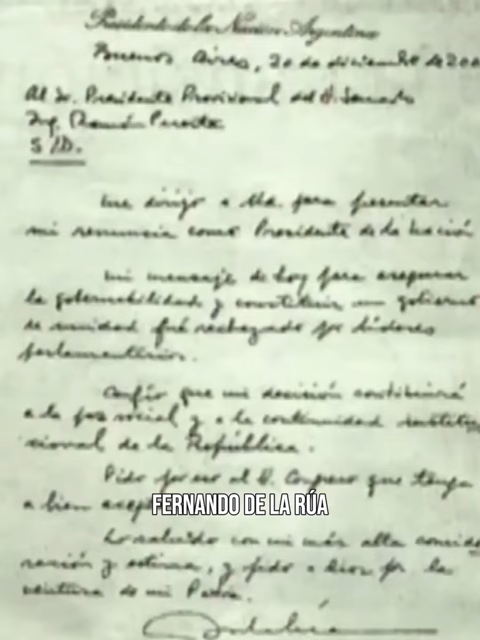 Presidente de la Nación Argentina
Buenos Aires, 20 de diciembre de 200
Al Sr. Presidente Provisional del H. Senado
Ing. Ramón Puerta
S/D.
Me dirijo a Ud. para presentar
mi renuncia como Presidente de la Nación
Mi mensaje de hoy para asegurar
la gobernabilidad y constituir un gobierno
de unidad fué rechazado por líderes
parlamentarios.
Confío que mi decisión contribuirá
a la paz social y a la continuidad institu
cional de la República.
Pido por eso al H. Congreso que tenga
a bien
FERNANDO DE LA RÚA
Lo saludo con mi más alta conside
ración y estima, y pido a Dios por la
ventura de mi Patria.